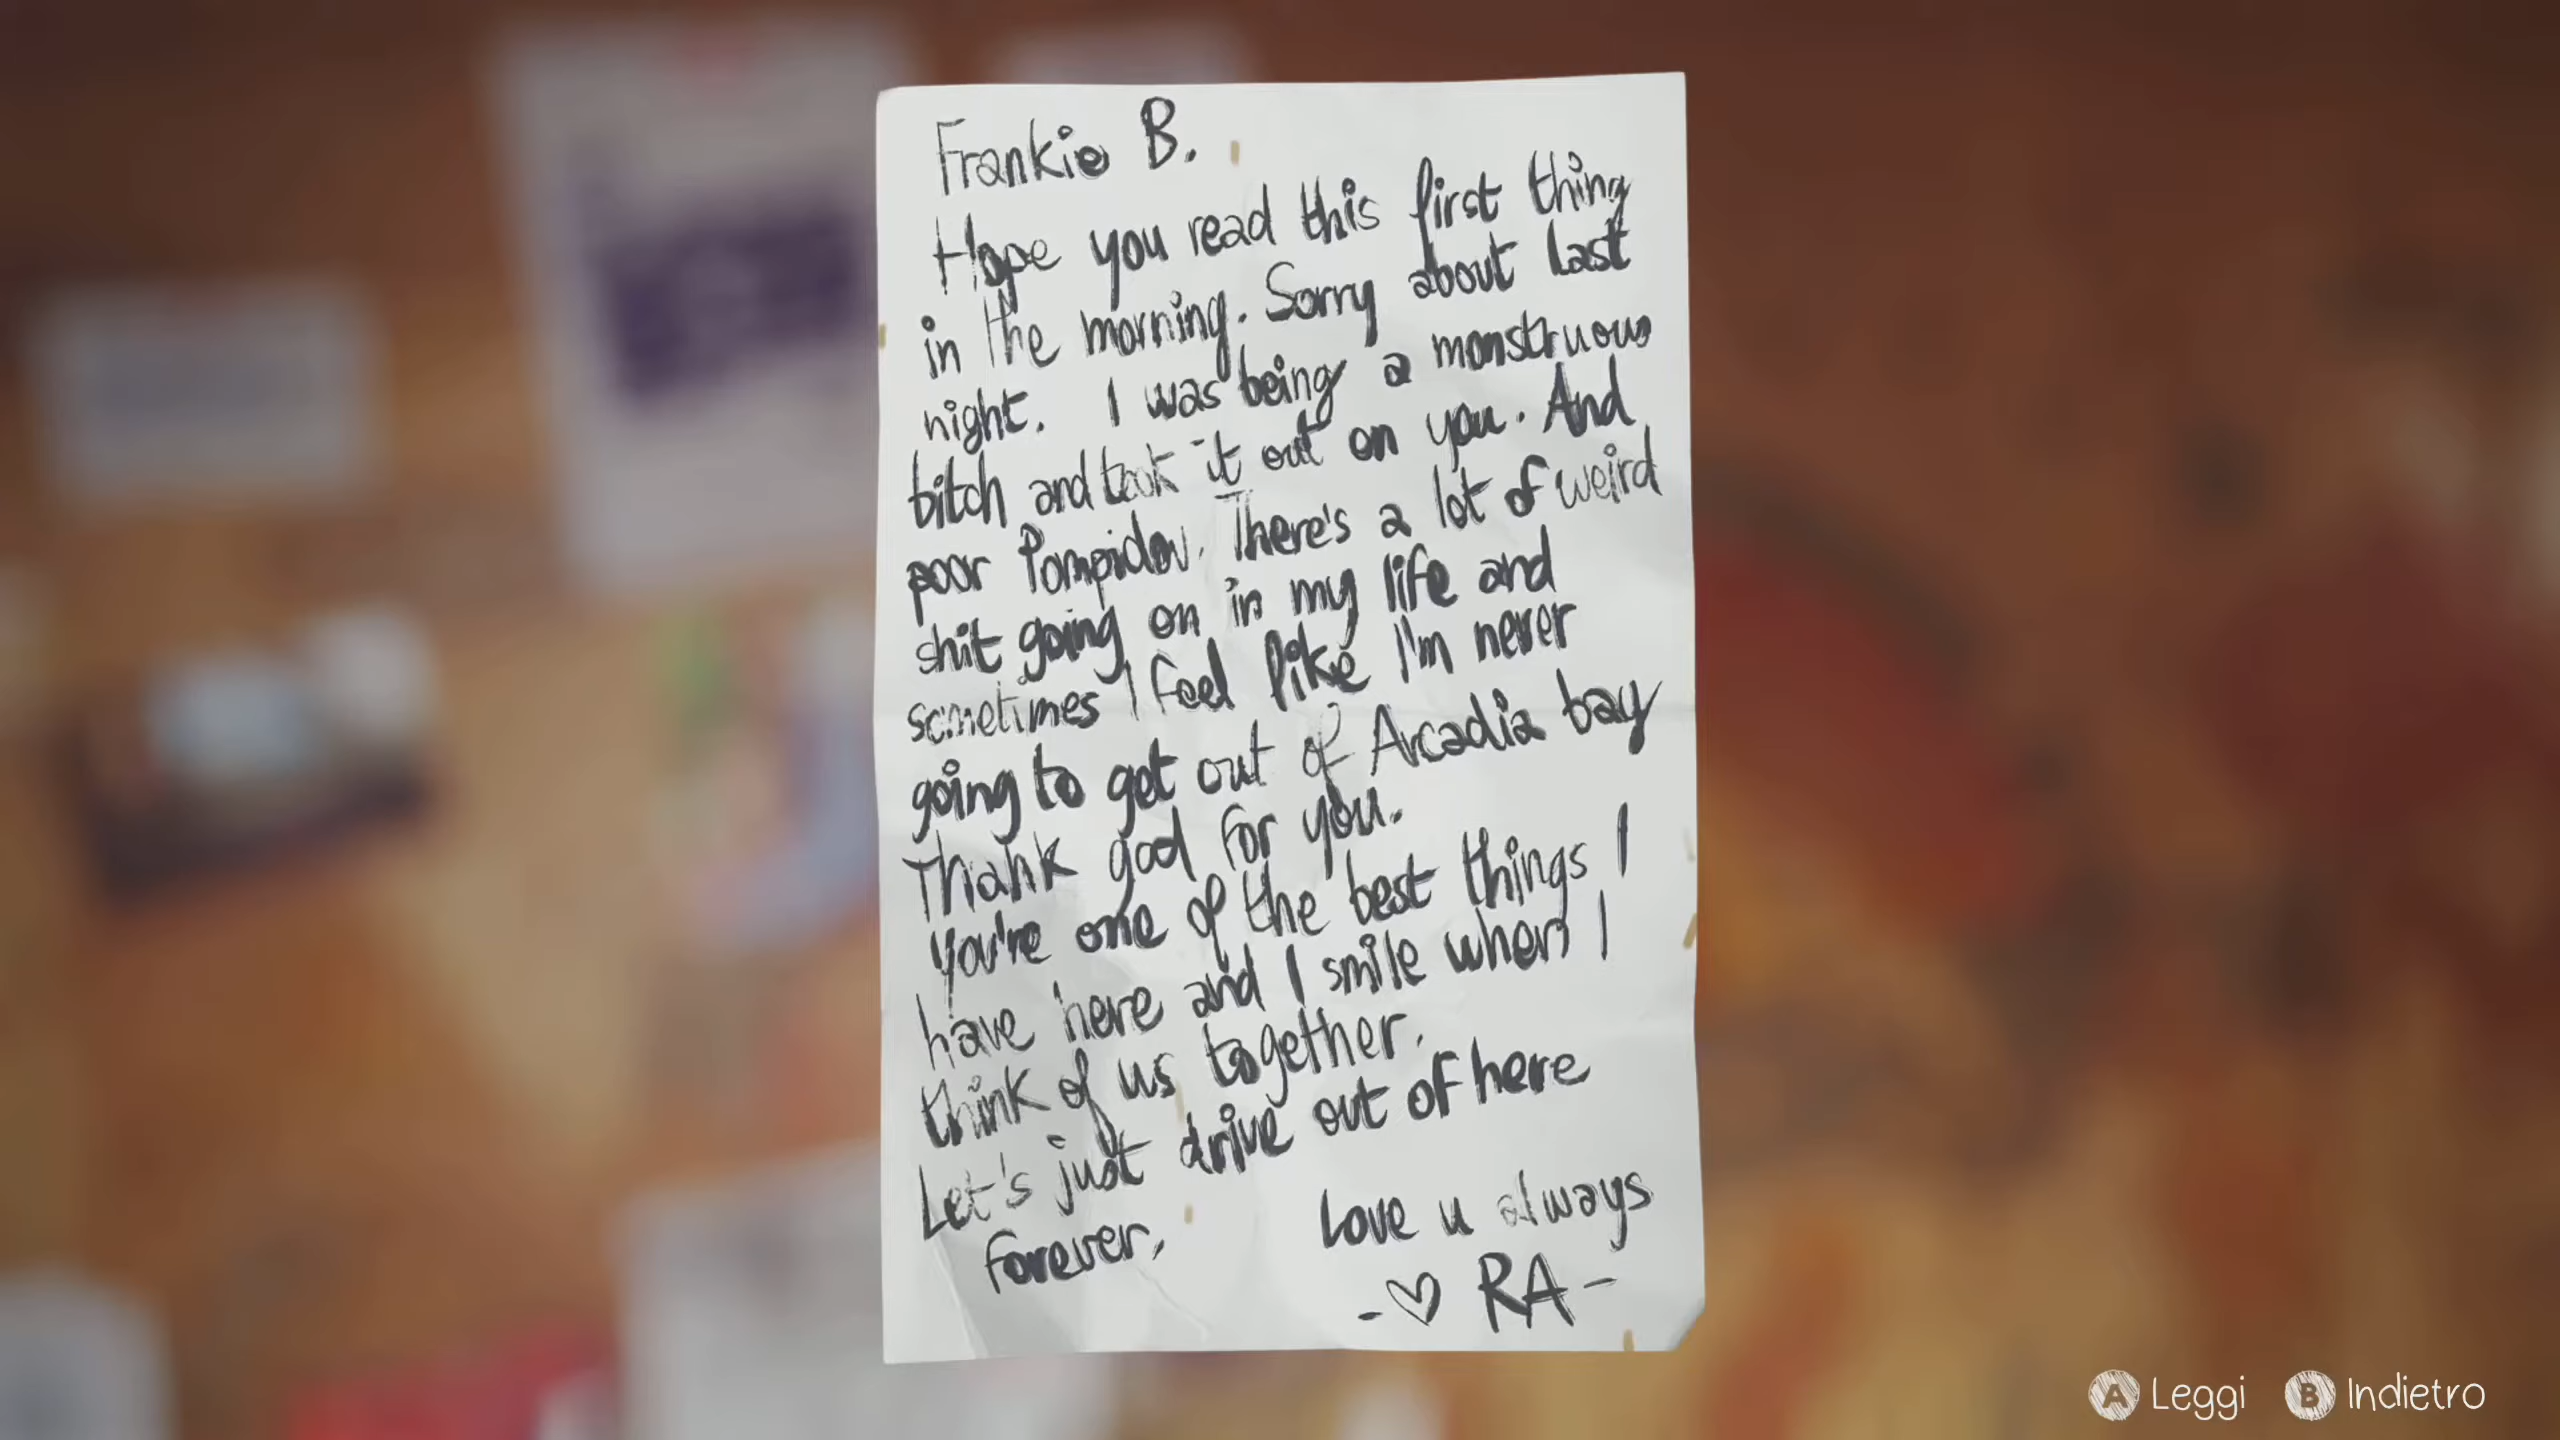 Frankie B.
Hope you read this first thing
in the morning. Sorry about last
night. I was being a monstruous
bitch and took it out on you. And
poor Pompidou. There's a lot of weird
shit going on in my life and
sometimes I feel like I'm never
going to get out of Arcadia bay
Thank god for you.
You're one of the best things I
have here and I smile when I
think of us together.
Let's just drive out of here
forever.
Love u always
- ♡ RA -
A Leggi B Indietro